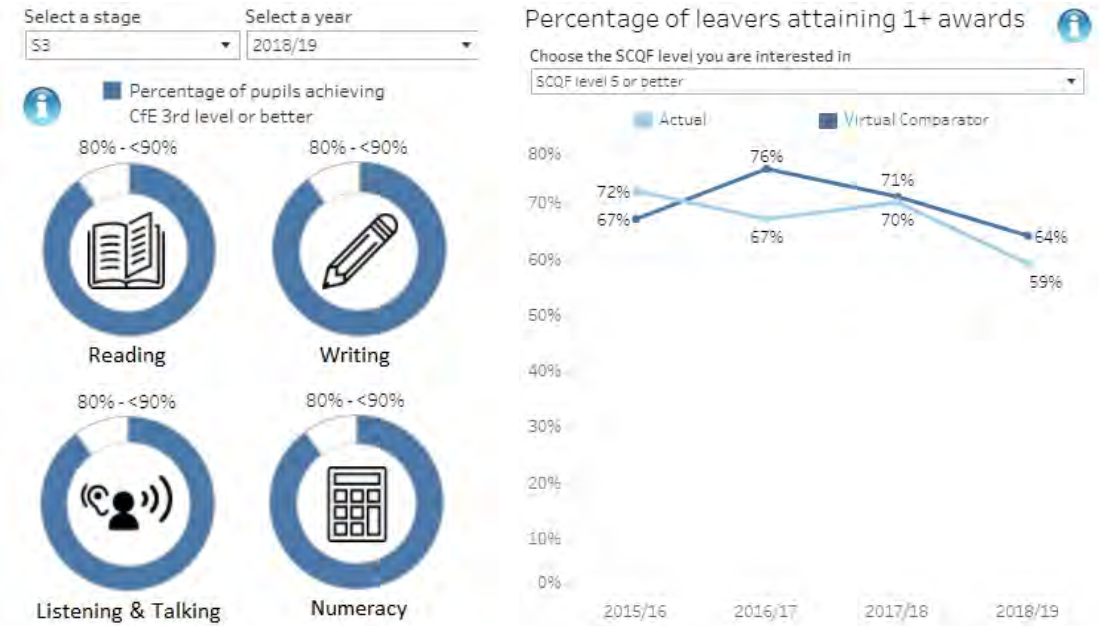 Select a stage
S3
Select a year
2018/19
Percentage of pupils achieving
CfE 3rd level or better
80% - <90%
80% - <90%
Reading
Writing
80% - <90%
80% - <90%
Listening & Talking
Numeracy
Percentage of leavers attaining 1+ awards
Choose the SCQF level you are interested in
SCQF level 5 or better
Actual
Virtual Comparator
80%
70%
60%
50%
40%
30%
20%
10%
0%
72%
67%
76%
67%
71%
70%
64%
59%
2015/16
2016/17
2017/18
2018/19